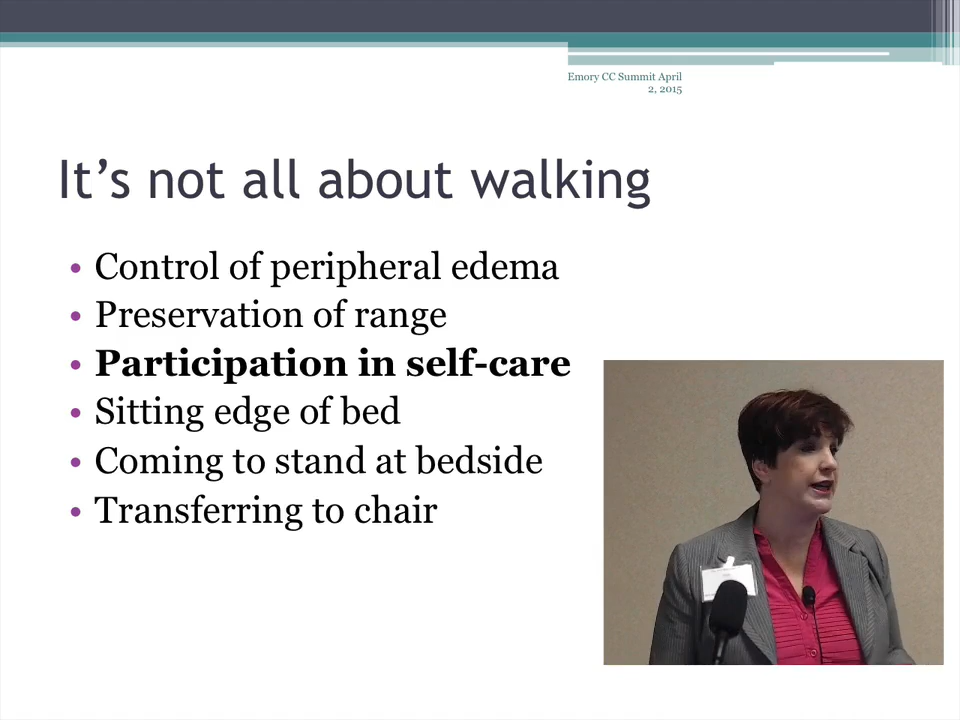 Emory CC Summit April
2, 2015
It’s not all about walking
• Control of peripheral edema
• Preservation of range
• Participation in self-care
• Sitting edge of bed
• Coming to stand at bedside
• Transferring to chair